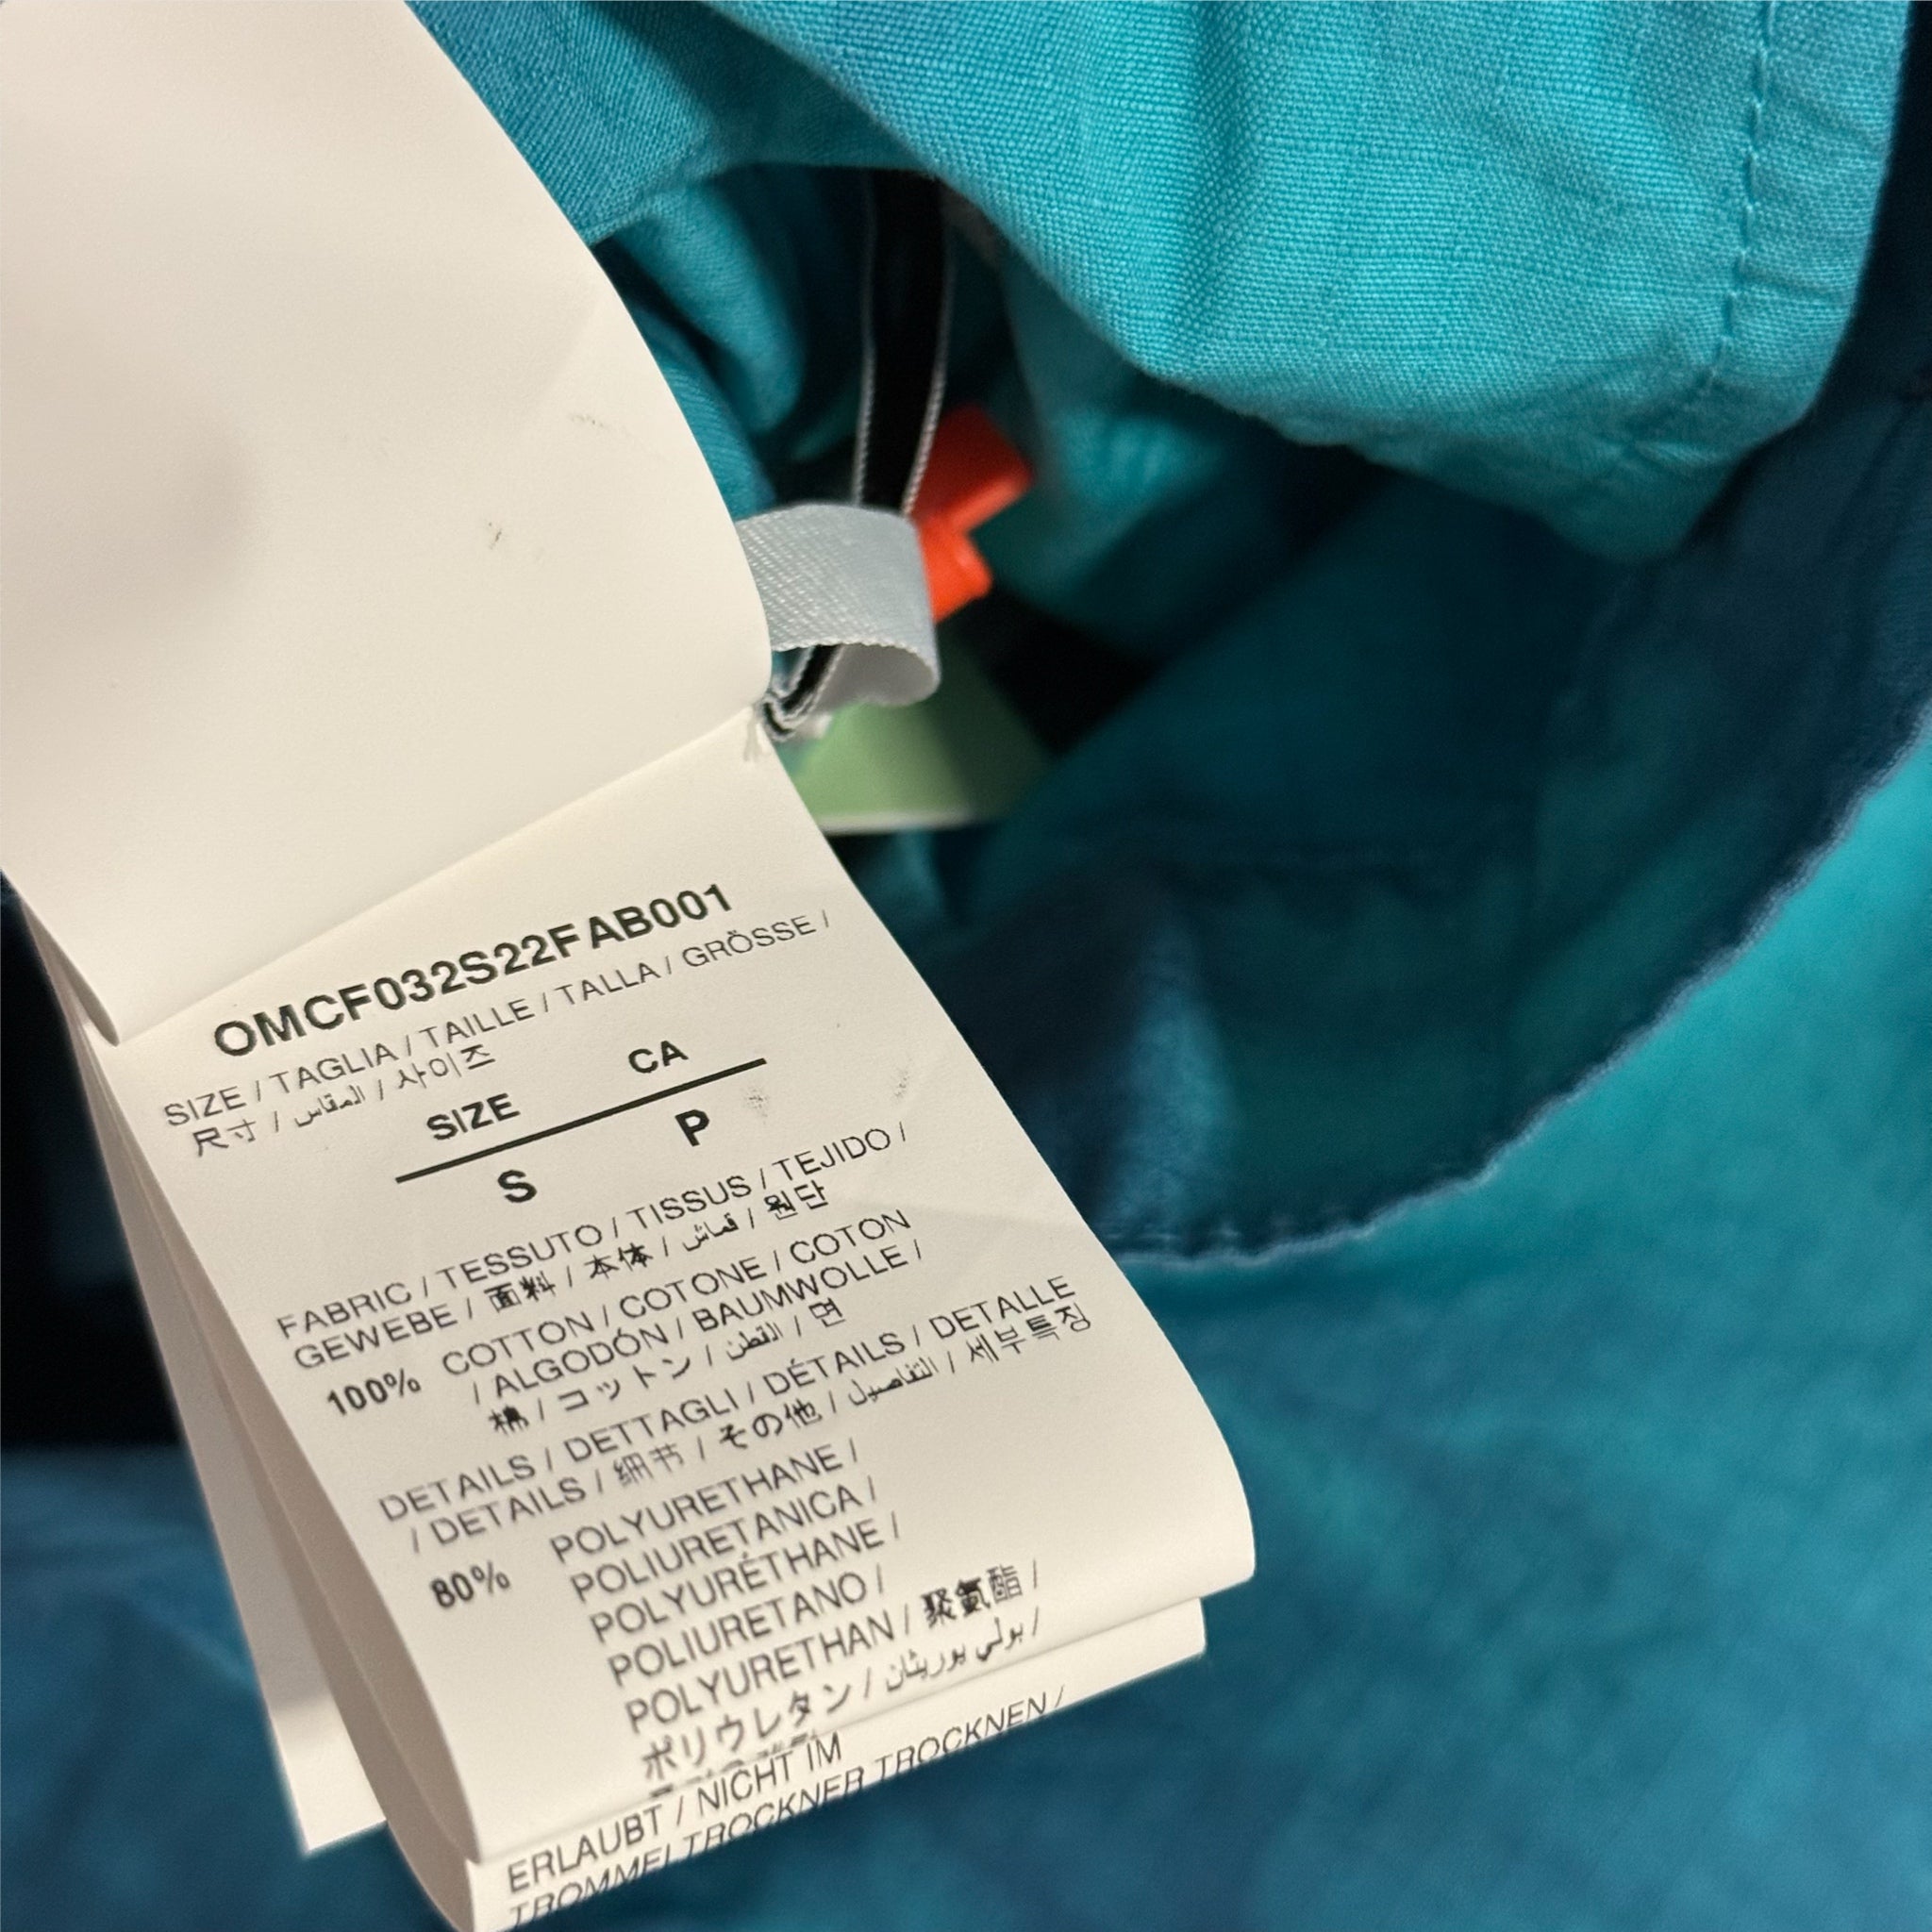 OMCF032S22FAB001
SIZE / TAGLIA / TAILLE / TALLA / GRÖSSE /
尺寸 / المقاس / 사이즈
SIZE CA
S P
FABRIC / TESSUTO / TISSUS / TEJIDO /
GEWEBE / 面料 / 本体 / قماش / 원단
100% COTTON / COTONE / COTON
/ ALGODÓN / BAUMWOLLE /
棉 / コットン / القطن / 면
DETAILS / DETTAGLI / DÉTAILS / DETALLE
/ DETAILS / 细节 / その他 / التفاصيل / 세부특징
80% POLYURETHANE /
POLIURETANICA /
POLYURÉTHANE /
POLIURETANO /
POLYURETHAN / 聚氨酯 /
ポリウレタン / بولي يوريثان /
ERLAUBT / NICHT IM
TROMMELTROCKNER TROCKNEN /